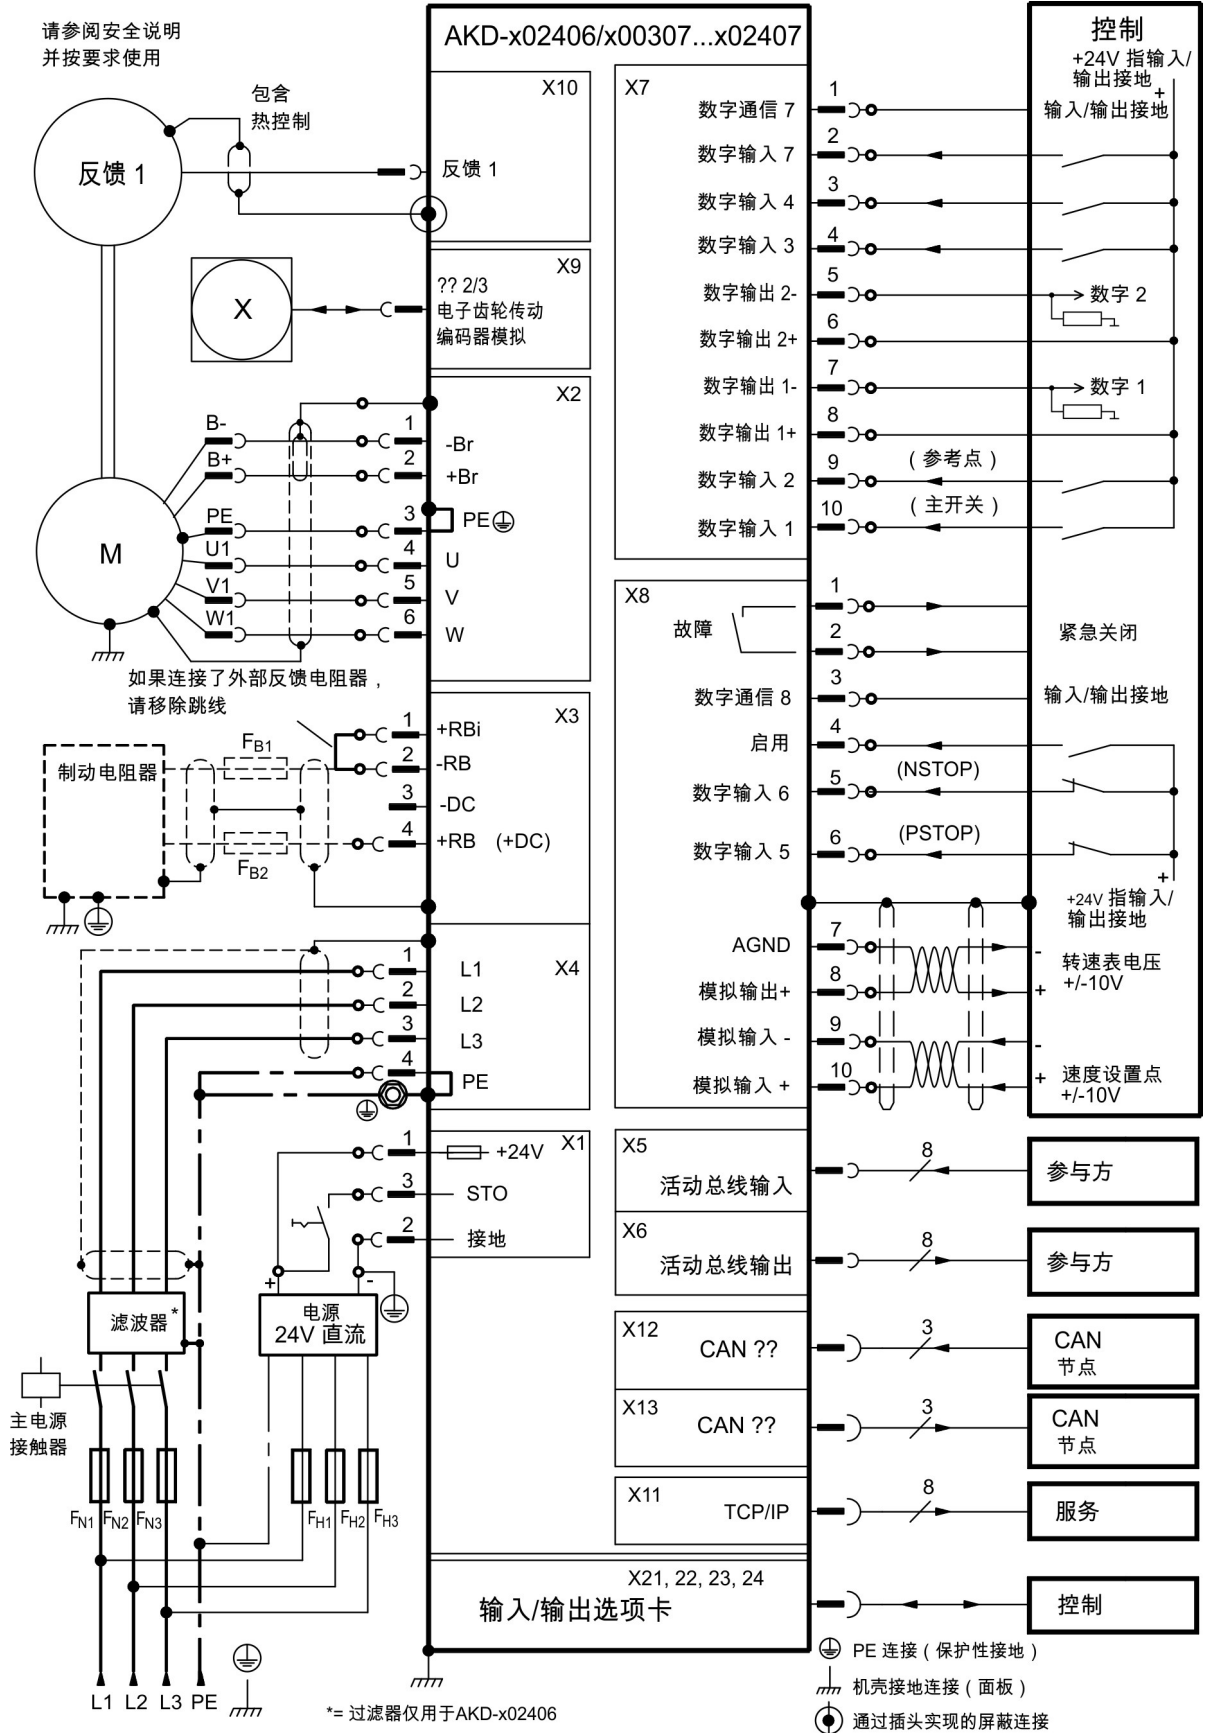 请参阅安全说明
并按要求使用
AKD-x02406/x00307...x02407
控制
+24V 指输入/
输出接地
+
输入/输出接地
包含
热控制
反馈 1
X10
反馈 1
X
X9
?? 2/3
电子齿轮传动
编码器模拟
X2
B-
1
-Br
B+
2
+Br
PE
3
PE
U1
4
U
V1
5
V
W1
6
W
M
如果连接了外部反馈电阻器，
请移除跳线
X3
制动电阻器
FB1
FB2
1
+RBi
2
-RB
3
-DC
4
+RB (+DC)
X4
1
L1
2
L2
3
L3
4
PE
X1
1
+24V
3
STO
2
接地
+
-
电源
24V 直流
滤波器*
主电源
接触器
FN1
FN2
FN3
FH1
FH2
FH3
L1
L2
L3
PE
*= 过滤器仅用于AKD-x02406
X7
数字通信 7
1
数字输入 7
2
数字输入 4
3
数字输入 3
4
数字输出 2-
5
数字 2
数字输出 2+
6
数字输出 1-
7
数字 1
数字输出 1+
8
数字输入 2
9
（参考点）
数字输入 1
10
（主开关）
X8
故障
1
2
紧急关闭
数字通信 8
3
输入/输出接地
启用
4
数字输入 6
5
(NSTOP)
数字输入 5
6
(PSTOP)
+
+24V 指输入/
输出接地
AGND
7
-
转速表电压
+/-10V
模拟输出+
8
+
模拟输入 -
9
-
模拟输入 +
10
+
速度设置点
+/-10V
X5
活动总线输入
8
参与方
X6
活动总线输出
8
参与方
X12
CAN ??
3
CAN
节点
X13
CAN ??
3
CAN
节点
X11
TCP/IP
8
服务
X21, 22, 23, 24
输入/输出选项卡
控制
PE 连接（保护性接地）
机壳接地连接（面板）
通过插头实现的屏蔽连接